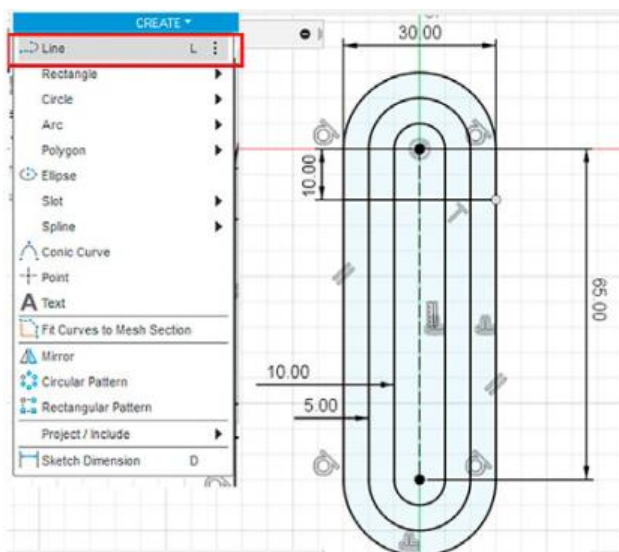 CREATE
Line L
Rectangle
Circle
Arc
Polygon
Ellipse
Slot
Spline
Conic Curve
Point
A Text
Fit Curves to Mesh Section
Mirror
Circular Pattern
Rectangular Pattern
Project / Include
Sketch Dimension D
30.00
10.00
65.00
10.00
5.00